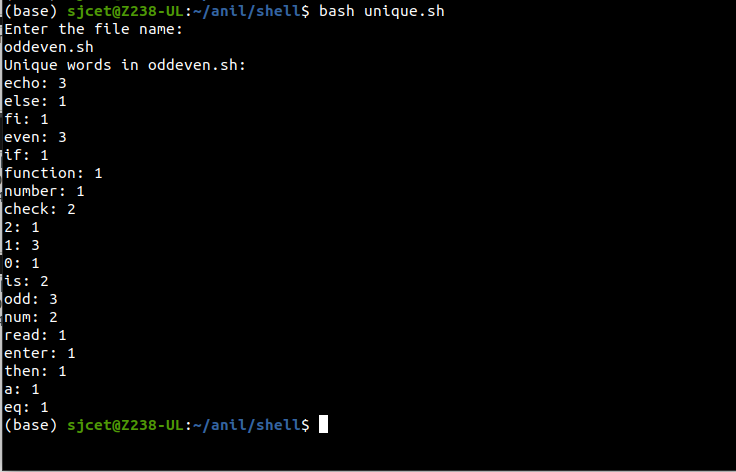 (base) sjcet@Z238-UL:~/anil/shell$ bash unique.sh
Enter the file name:
oddeven.sh
Unique words in oddeven.sh:
echo: 3
else: 1
fi: 1
even: 3
if: 1
function: 1
number: 1
check: 2
2: 1
1: 3
0: 1
is: 2
odd: 3
num: 2
read: 1
enter: 1
then: 1
a: 1
eq: 1
(base) sjcet@Z238-UL:~/anil/shell$